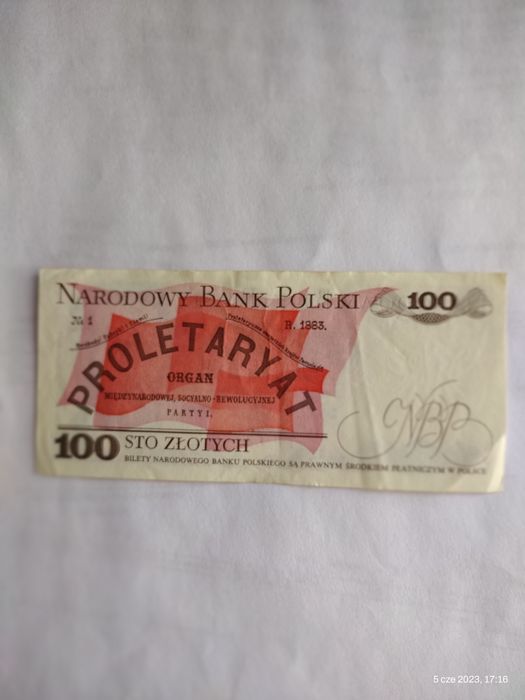 NARODOWY BANK POLSKI
100
№ 1
R. 1883.
PROLETARYAT
ORGAN
MIĘDZYNARODOWEJ, SOCYALNO-REWOLUCYJNEJ
PARTYI.
NBP
100 STO ZŁOTYCH
BILETY NARODOWEGO BANKU POLSKIEGO SĄ PRAWNYM ŚRODKIEM PŁATNICZYM W POLSCE
5 cze 2023, 17:16